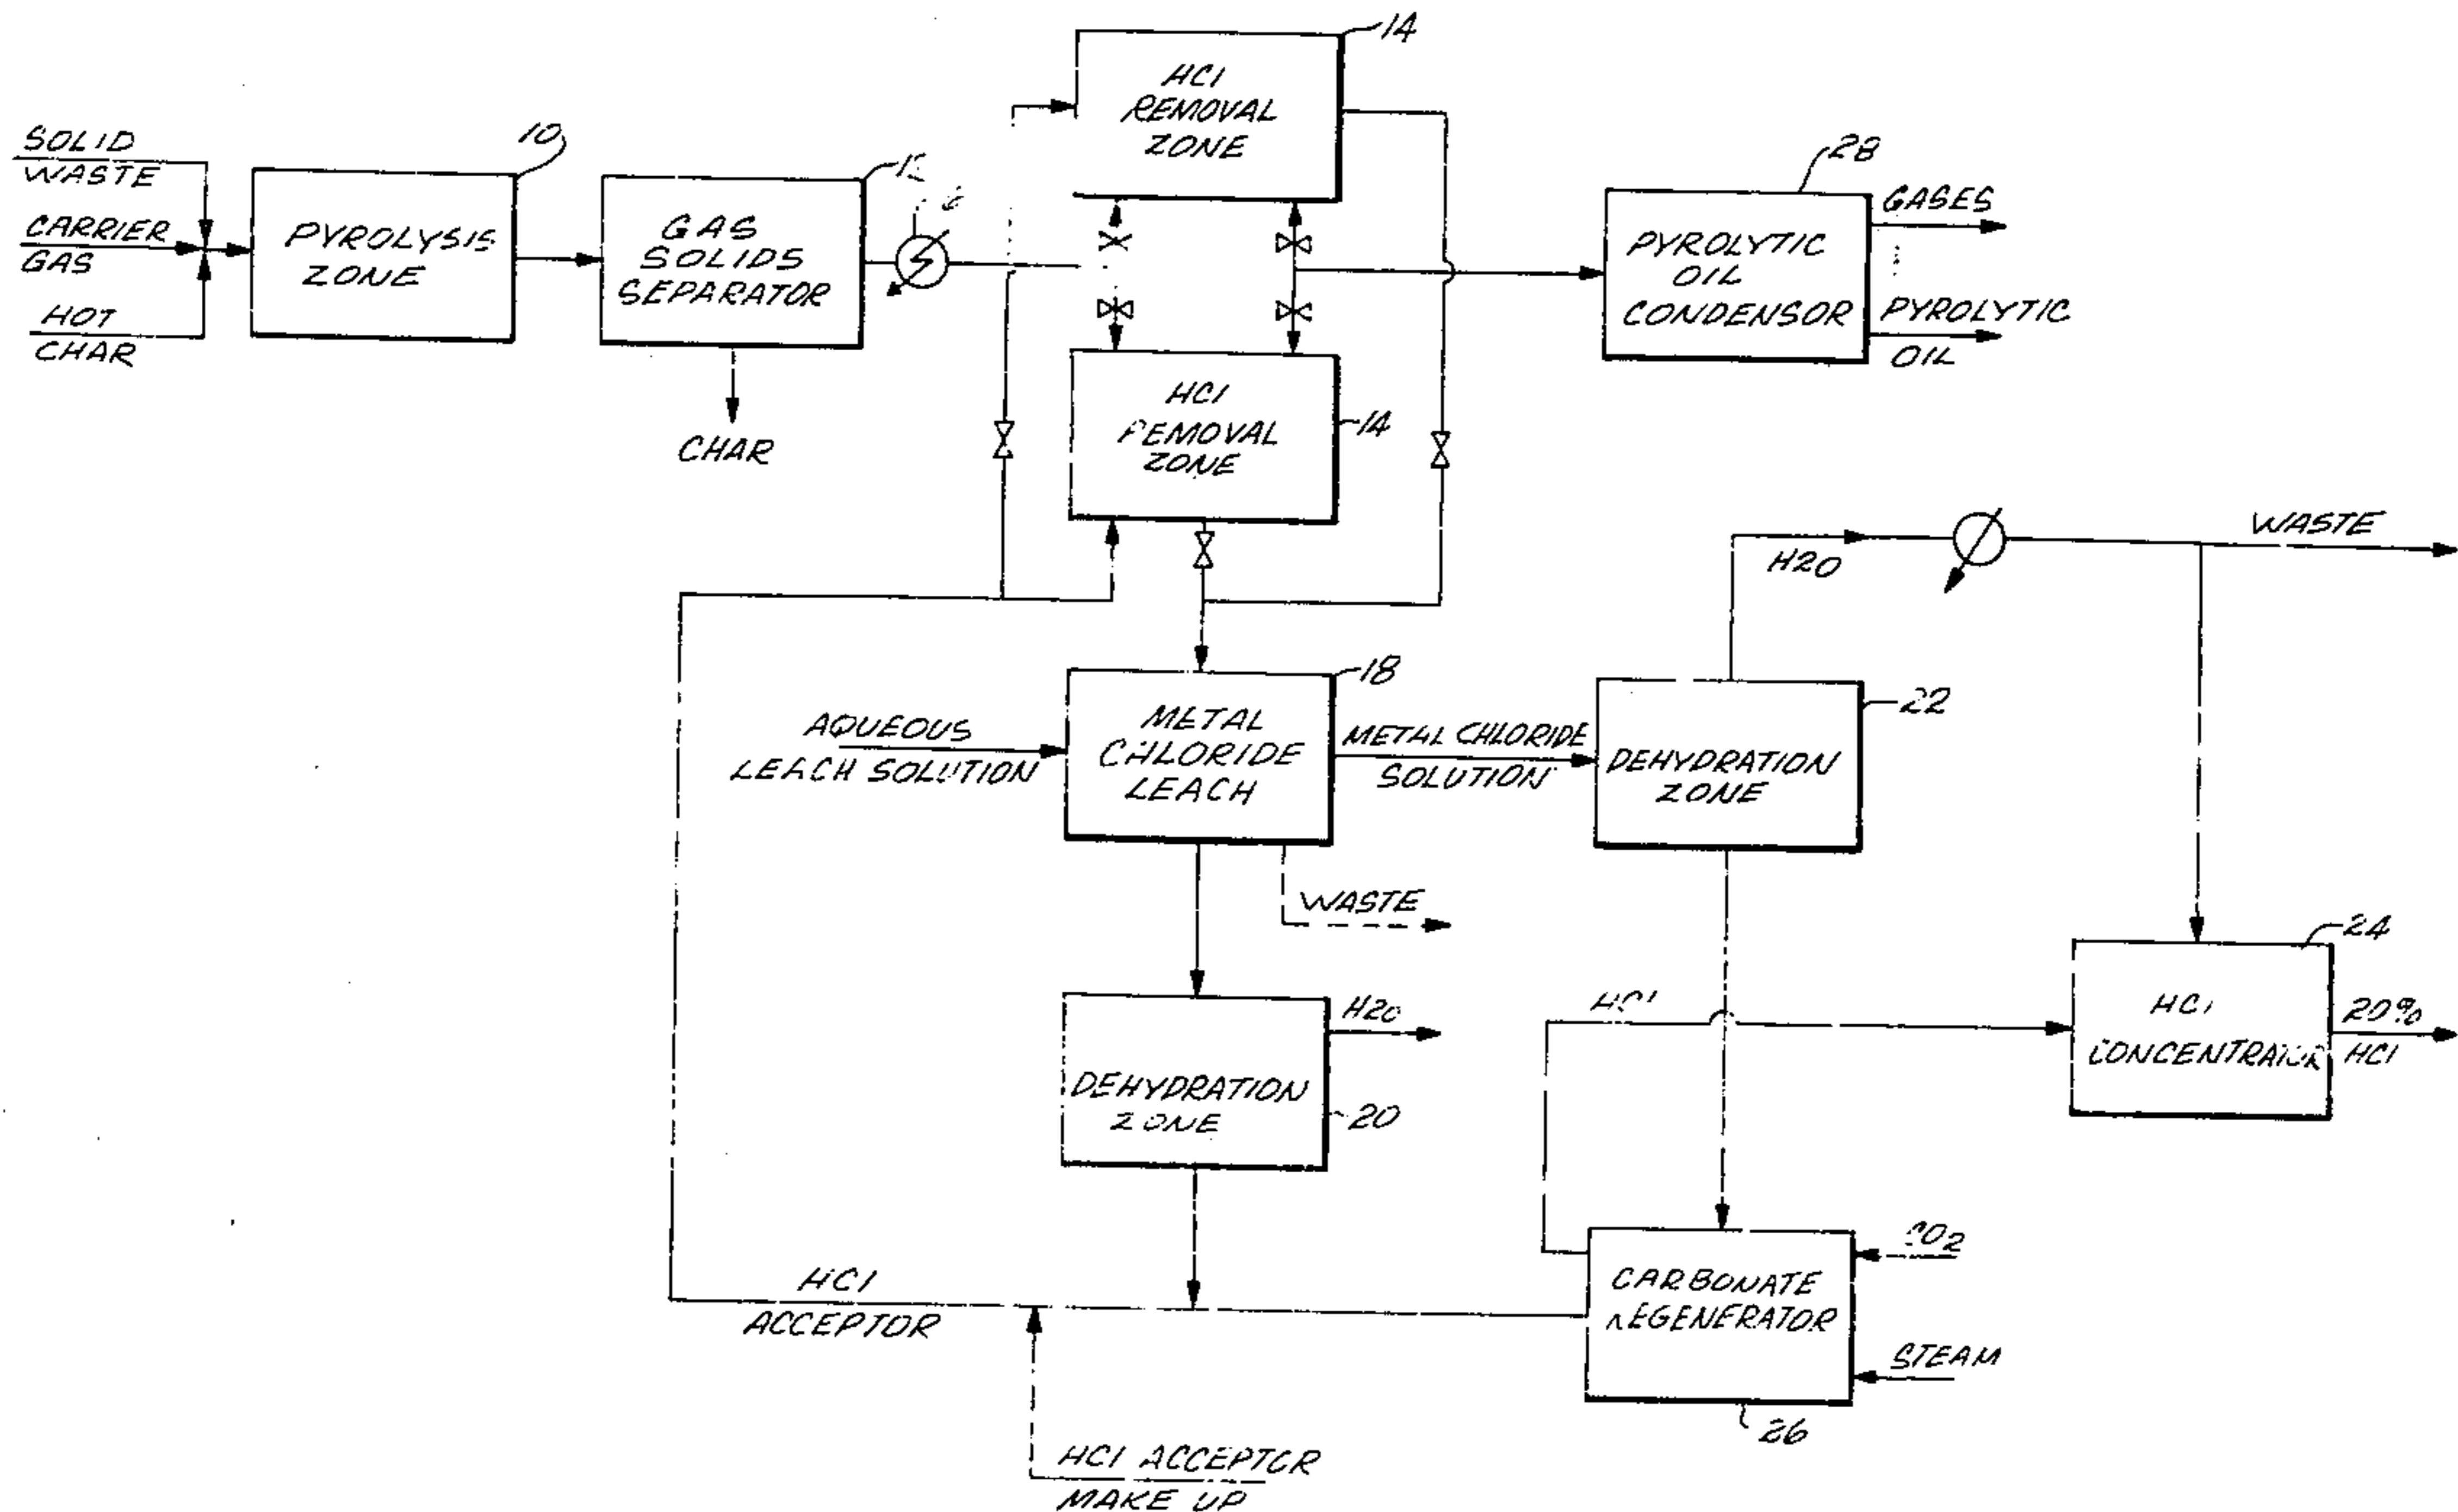 SOLID
WASTE
CARRIER
GAS
HOT
CHAR
10
PYROLYSIS
ZONE
GAS
SOLIDS
SEPARATOR
CHAR
14
HCl
REMOVAL
ZONE
HCl
REMOVAL
ZONE
14
28
PYROLYTIC
OIL
CONDENSOR
GASES
PYROLYTIC
OIL
H2O
WASTE
AQUEOUS
LEACH SOLUTION
18
METAL
CHLORIDE
LEACH
METAL CHLORIDE
SOLUTION
WASTE
22
DEHYDRATION
ZONE
DEHYDRATION
ZONE
20
H2O
HCl
24
HCl
CONCENTRATOR
20%
HCl
CARBONATE
REGENERATOR
26
CO2
STEAM
HCl
ACCEPTOR
HCl ACCEPTOR
MAKE UP